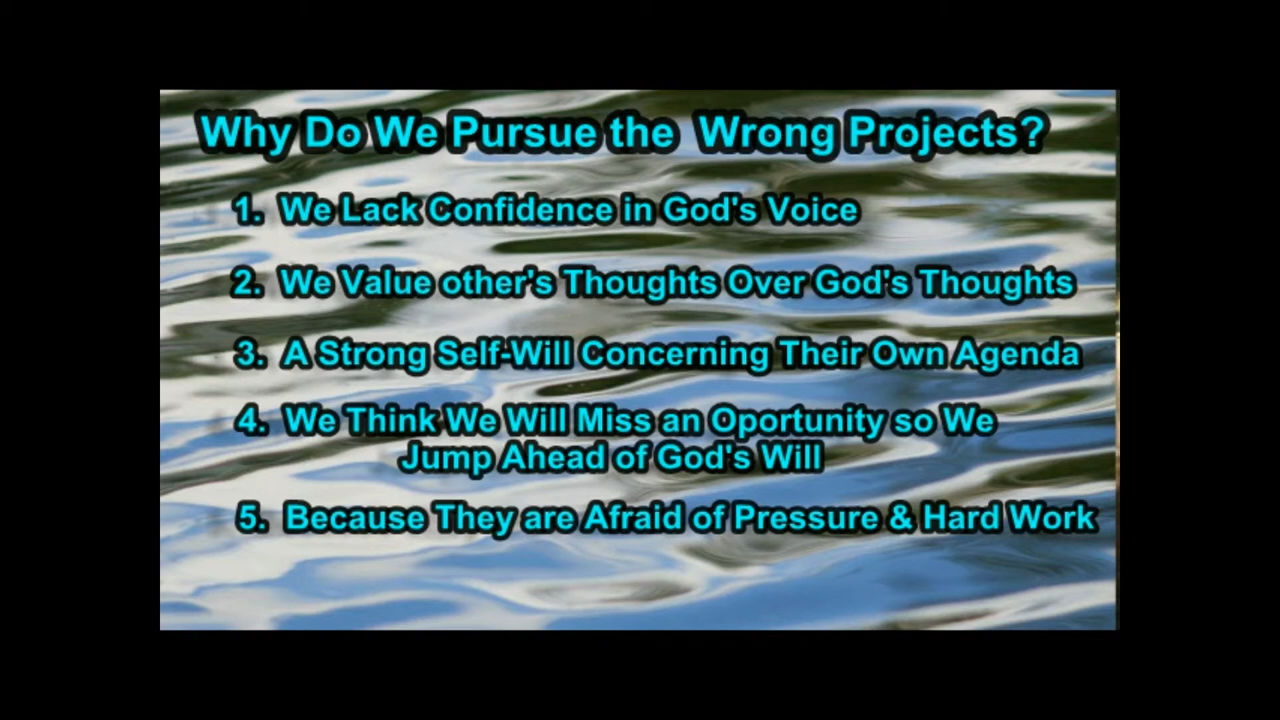 Why Do We Pursue the Wrong Projects?
1. We Lack Confidence in God's Voice
2. We Value other's Thoughts Over God's Thoughts
3. A Strong Self-Will Concerning Their Own Agenda
4. We Think We Will Miss an Oportunity so We
Jump Ahead of God's Will
5. Because They are Afraid of Pressure & Hard Work